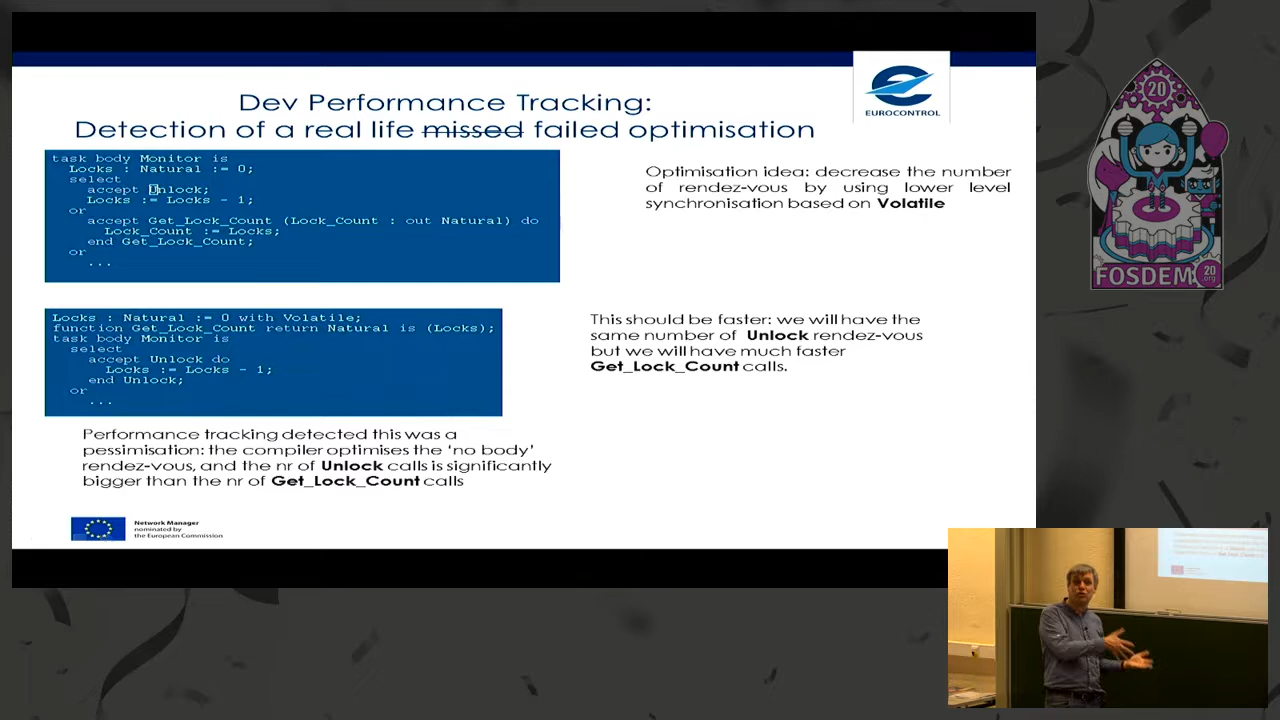 Dev Performance Tracking:
Detection of a real life missed failed optimisation
EUROCONTROL
task body Monitor is
Locks : Natural := 0;
select
accept Unlock;
Locks := Locks - 1;
or
accept Get_Lock_Count (Lock_Count : out Natural) do
Lock_Count := Locks;
end Get_Lock_Count;
or
...
Optimisation idea: decrease the number
of rendez-vous by using lower level
synchronisation based on Volatile
Locks : Natural := 0 with Volatile;
function Get_Lock_Count return Natural is (Locks);
task body Monitor is
select
accept Unlock do
Locks := Locks - 1;
end Unlock;
or
...
This should be faster: we will have the
same number of Unlock rendez-vous
but we will have much faster
Get_Lock_Count calls.
Performance tracking detected this was a
pessimisation: the compiler optimises the ‘no body’
rendez-vous, and the nr of Unlock calls is significantly
bigger than the nr of Get_Lock_Count calls
Network Manager
nominated by
the European Commission
20
FOSDEM
20
.org